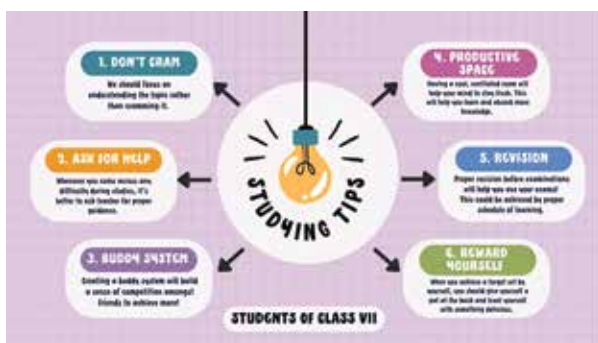 1. DON'T CRAM
We should focus on
understanding the topic rather
than cramming it.
2. ASK FOR HELP
Whenever you come across any
difficulty during studies, it's
better to ask teacher for proper
guidance.
3. BUDDY SYSTEM
Creating a buddy system will build
a sense of competition amongst
friends to achieve more!
4. PRODUCTIVE
SPACE
Having a cool, ventilated room will
help your mind to stay fresh. This
will help you learn and absorb more
knowledge.
5. REVISION
Proper revision before examinations
will help you ace your exams!
This could be achieved by proper
schedule of learning.
6. REWARD
YOURSELF
When you achieve a target set by
yourself, you should give yourself a
pat at the back and treat yourself
with something delicious.
STUDYING TIPS
STUDENTS OF CLASS VII